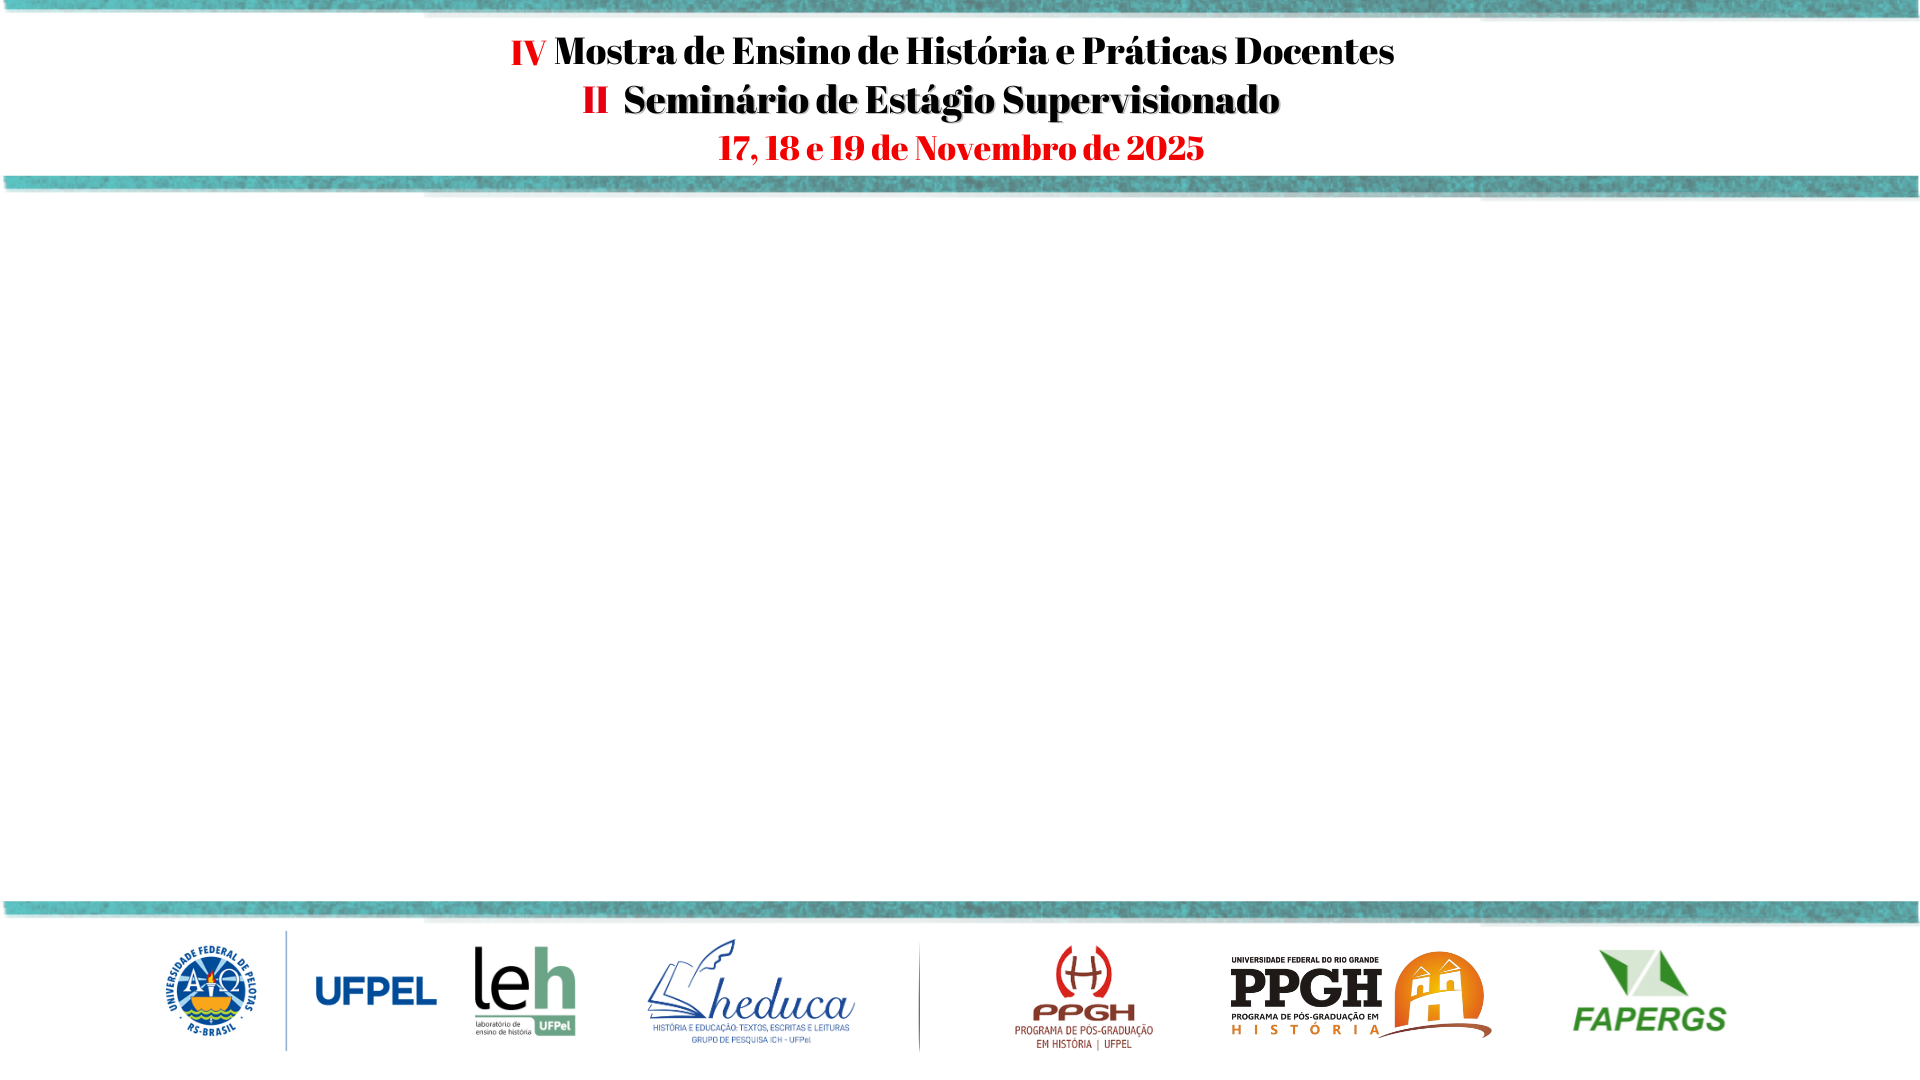 IV Mostra de Ensino de História e Práticas Docentes
II Seminário de Estágio Supervisionado
17, 18 e 19 de Novembro de 2025
UNIVERSIDADE FEDERAL DE PELOTAS
RS-BRASIL
ΑΩ
UFPEL
leh
laboratório de
ensino de história
UFPel
heduca
HISTÓRIA E EDUCAÇÃO: TEXTOS, ESCRITAS E LEITURAS
GRUPO DE PESQUISA ICH - UFPel
PPGH
PROGRAMA DE PÓS-GRADUAÇÃO
EM HISTÓRIA | UFPEL
UNIVERSIDADE FEDERAL DO RIO GRANDE
PPGH
PROGRAMA DE PÓS-GRADUAÇÃO EM
HISTÓRIA
FAPERGS